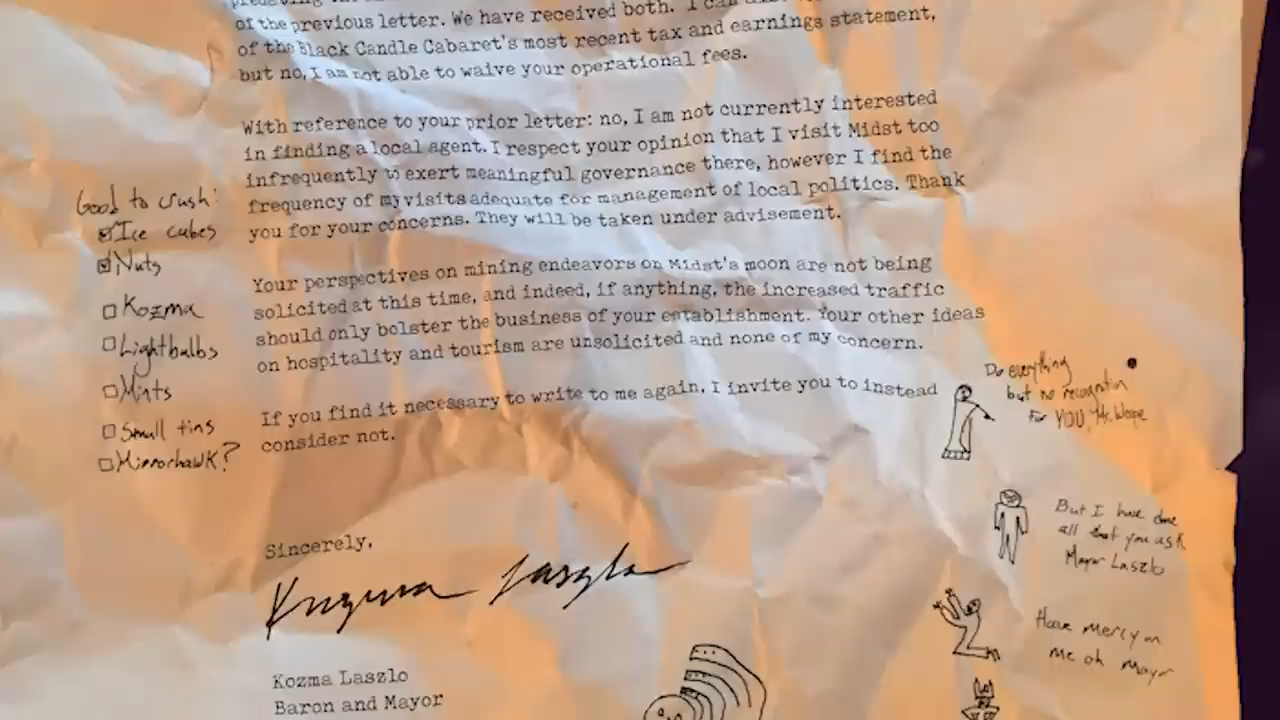 of the previous letter. We have received both. I can
of the Black Candle Cabaret's most recent tax and earnings statement,
but no, I am not able to waive your operational fees.
With reference to your prior letter: no, I am not currently interested
in finding a local agent. I respect your opinion that I visit Midst too
infrequently to exert meaningful governance there, however I find the
frequency of my visits adequate for management of local politics. Thank
you for your concerns. They will be taken under advisement.
Your perspectives on mining endeavors on Midst's moon are not being
solicited at this time, and indeed, if anything, the increased traffic
should only bolster the business of your establishment. Your other ideas
on hospitality and tourism are unsolicited and none of my concern.
If you find it necessary to write to me again, I invite you to instead
consider not.
Sincerely,
Kozma Laszlo
Kozma Laszlo
Baron and Mayor
Good to crush:
Ice cubes
Nuts
Kozma
Lightbulbs
Mints
Small tins
Mirrorhawk?
Do everything
but no recognition
for YOU, Mr.
But I have done
all that you ask
Mayor Laszlo
Have mercy on
me oh Mayor